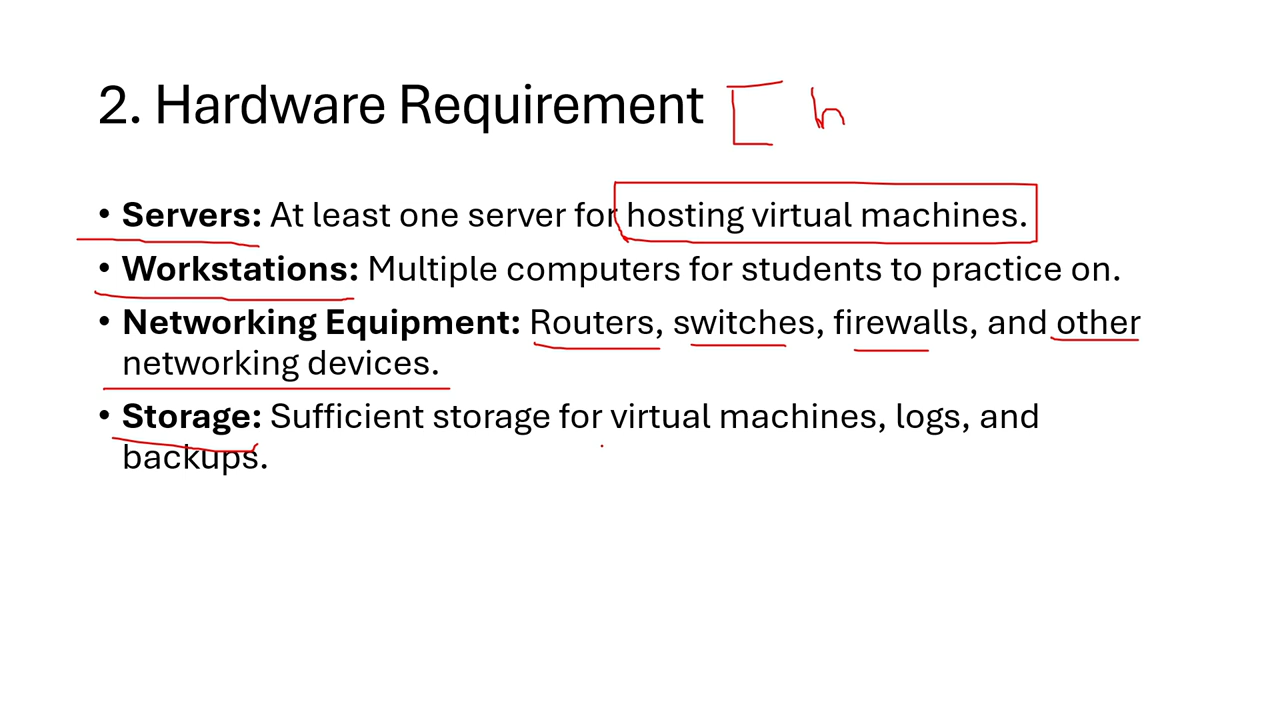 2. Hardware Requirement [ h
• Servers: At least one server for hosting virtual machines.
• Workstations: Multiple computers for students to practice on.
• Networking Equipment: Routers, switches, firewalls, and other
networking devices.
• Storage: Sufficient storage for virtual machines, logs, and
backups.